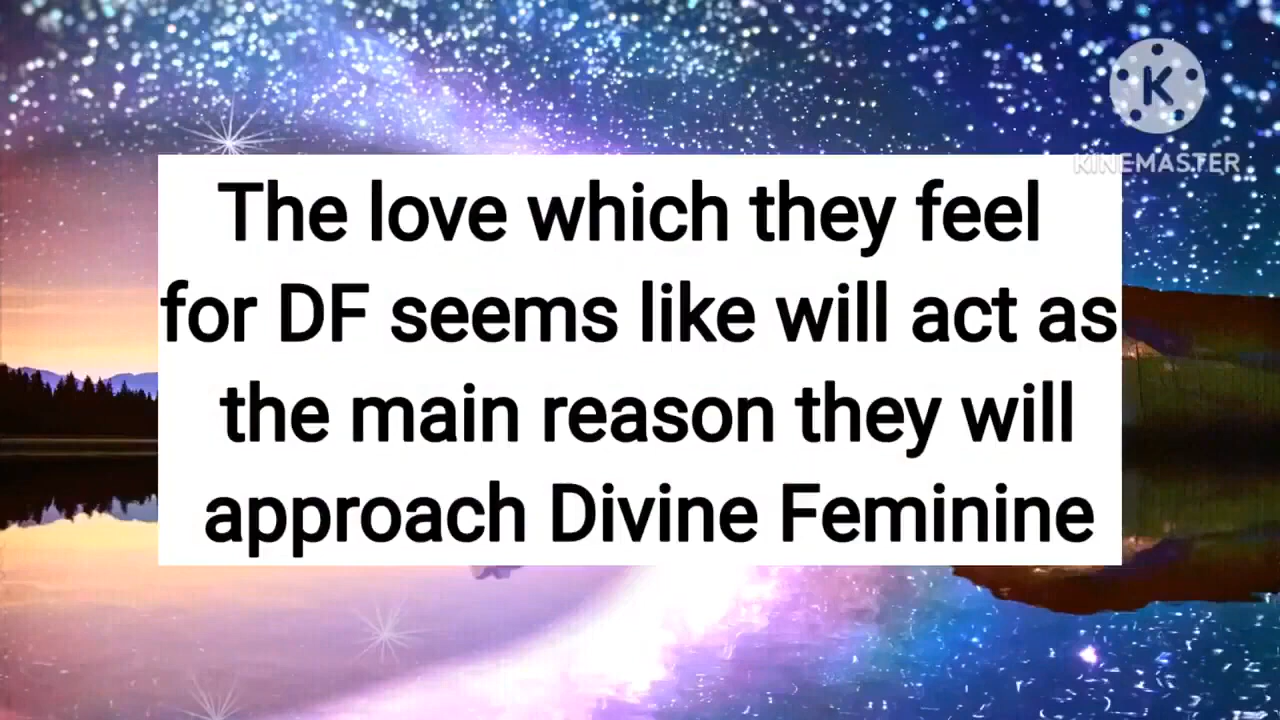 K
KINEMASTER
The love which they feel
for DF seems like will act as
the main reason they will
approach Divine Feminine